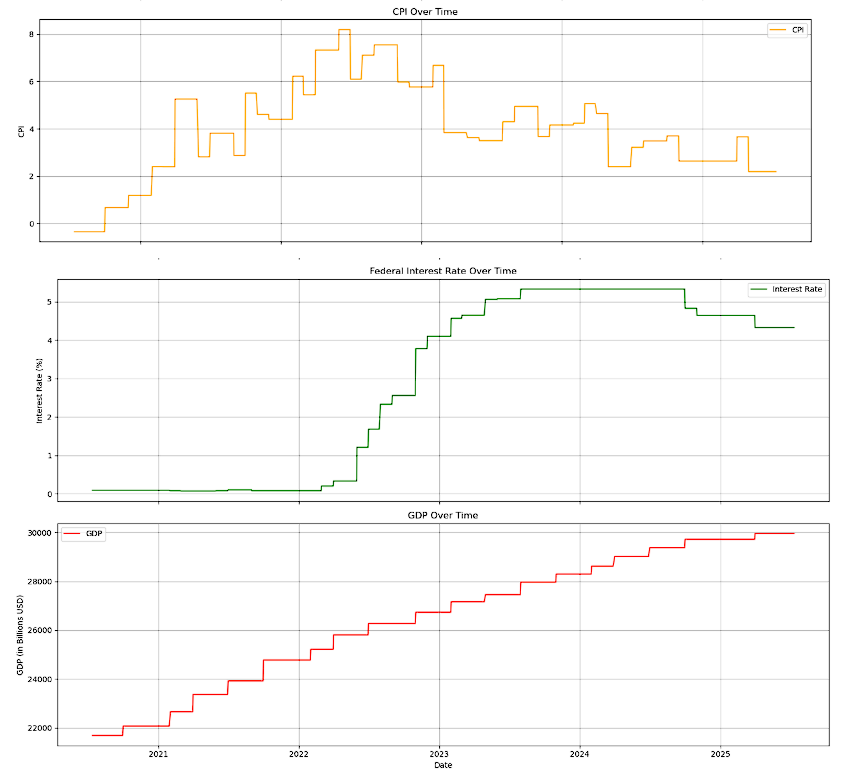 CPI Over Time
CPI
8
6
4
2
0
CPI
Federal Interest Rate Over Time
Interest Rate
5
4
3
2
1
0
Interest Rate (%)
GDP Over Time
GDP
30000
28000
26000
24000
22000
GDP (in Billions USD)
2021 2022 2023 2024 2025
Date